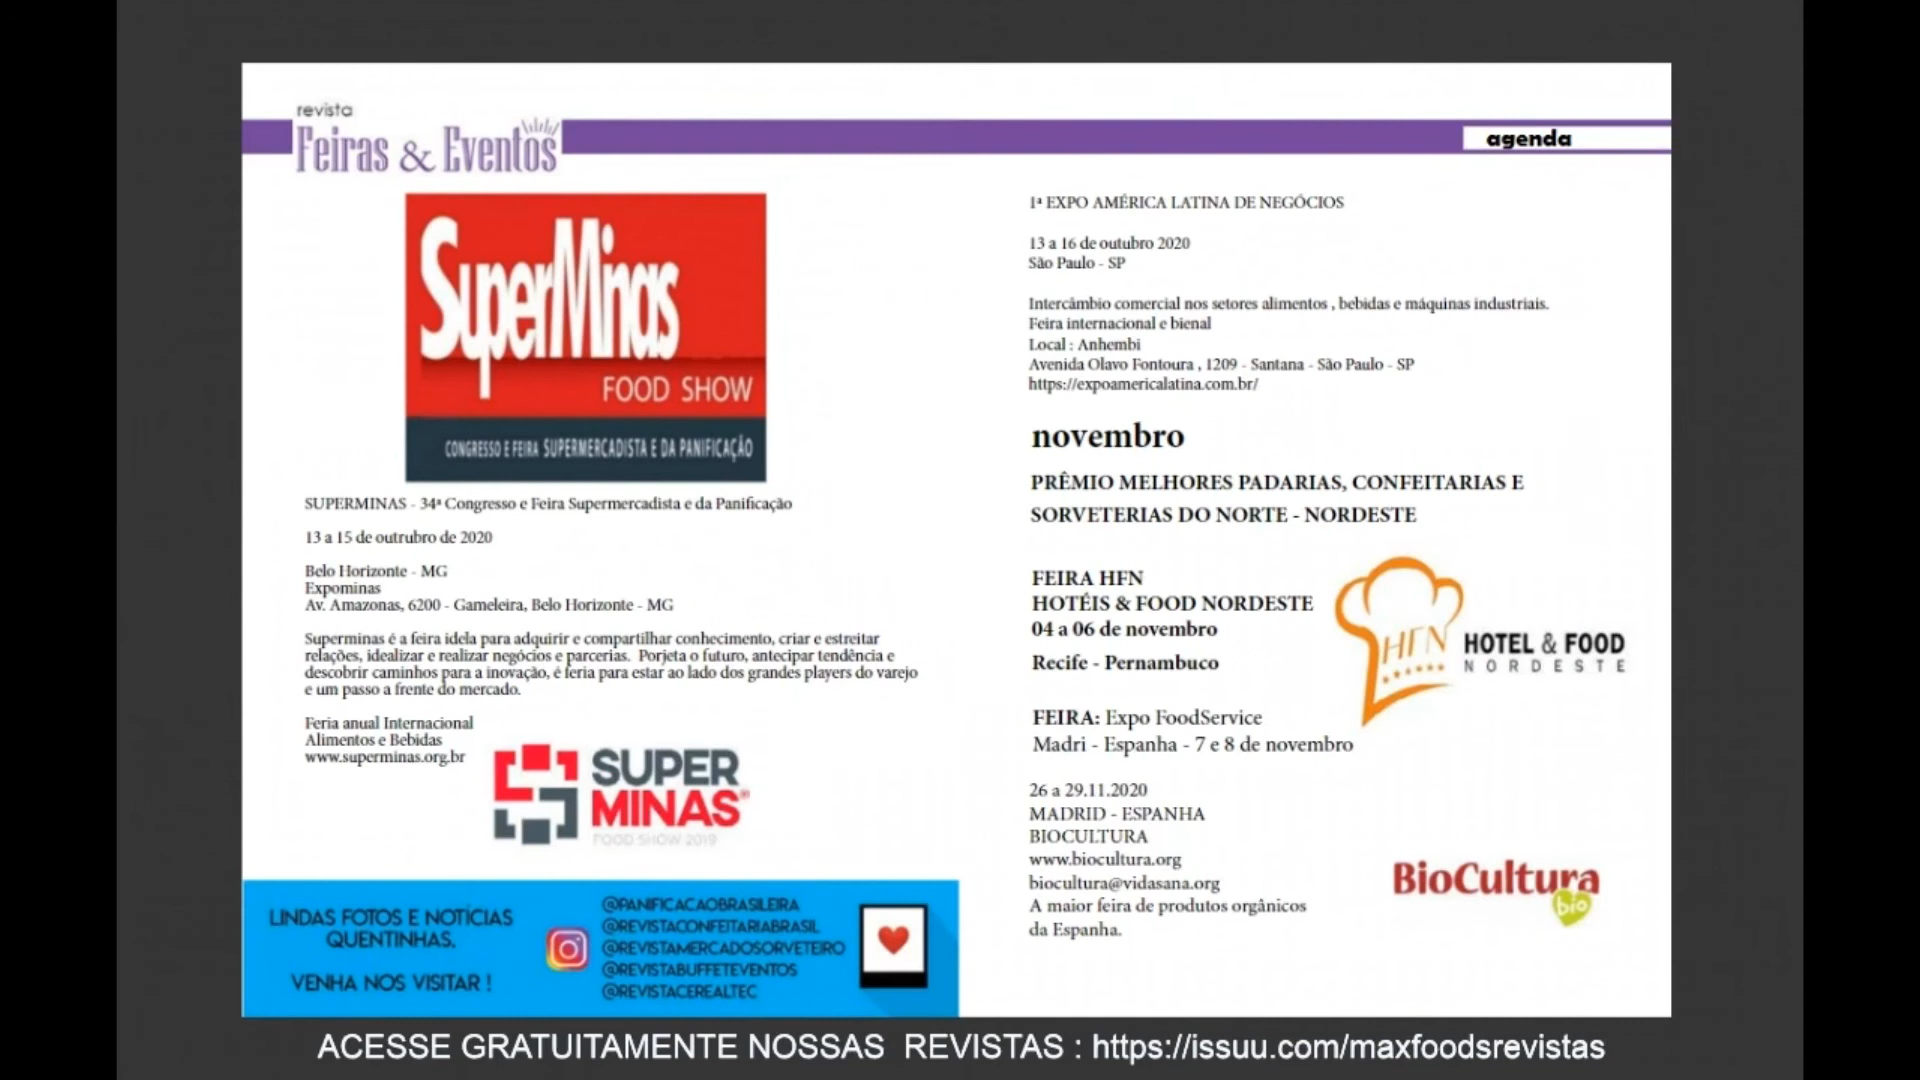 revista
Feiras & Eventos
agenda
SuperMinas
FOOD SHOW
CONGRESSO E FEIRA SUPERMERCADISTA E DA PANIFICAÇÃO
SUPERMINAS - 34ª Congresso e Feira Supermercadista e da Panificação
13 a 15 de outrubro de 2020
Belo Horizonte - MG
Expominas
Av. Amazonas, 6200 - Gameleira, Belo Horizonte - MG
Superminas é a feira idela para adquirir e compartilhar conhecimento, criar e estreitar
relações, idealizar e realizar negócios e parcerias. Porjeta o futuro, antecipar tendência e
descobrir caminhos para a inovação, é feria para estar ao lado dos grandes players do varejo
e um passo a frente do mercado.
Feria anual Internacional
Alimentos e Bebidas
www.superminas.org.br
SUPER
MINAS®
FOOD SHOW 2019
LINDAS FOTOS E NOTÍCIAS
QUENTINHAS.
VENHA NOS VISITAR !
@PANIFICACAOBRASILEIRA
@REVISTACONFEITARIABRASIL
@REVISTAMERCADOSORVETEIRO
@REVISTABUFFETEVENTOS
@REVISTACEREALTEC
1ª EXPO AMÉRICA LATINA DE NEGÓCIOS
13 a 16 de outubro 2020
São Paulo - SP
Intercâmbio comercial nos setores alimentos , bebidas e máquinas industriais.
Feira internacional e bienal
Local : Anhembi
Avenida Olavo Fontoura , 1209 - Santana - São Paulo - SP
https://expoamericalatina.com.br/
novembro
PRÊMIO MELHORES PADARIAS, CONFEITARIAS E
SORVETERIAS DO NORTE - NORDESTE
FEIRA HFN
HOTÉIS & FOOD NORDESTE
04 a 06 de novembro
Recife - Pernambuco
HFN
HOTEL & FOOD
NORDESTE
FEIRA: Expo FoodService
Madri - Espanha - 7 e 8 de novembro
26 a 29.11.2020
MADRID - ESPANHA
BIOCULTURA
www.biocultura.org
biocultura@vidasana.org
A maior feira de produtos orgânicos
da Espanha.
BioCultura
bio
ACESSE GRATUITAMENTE NOSSAS REVISTAS : https://issuu.com/maxfoodsrevistas